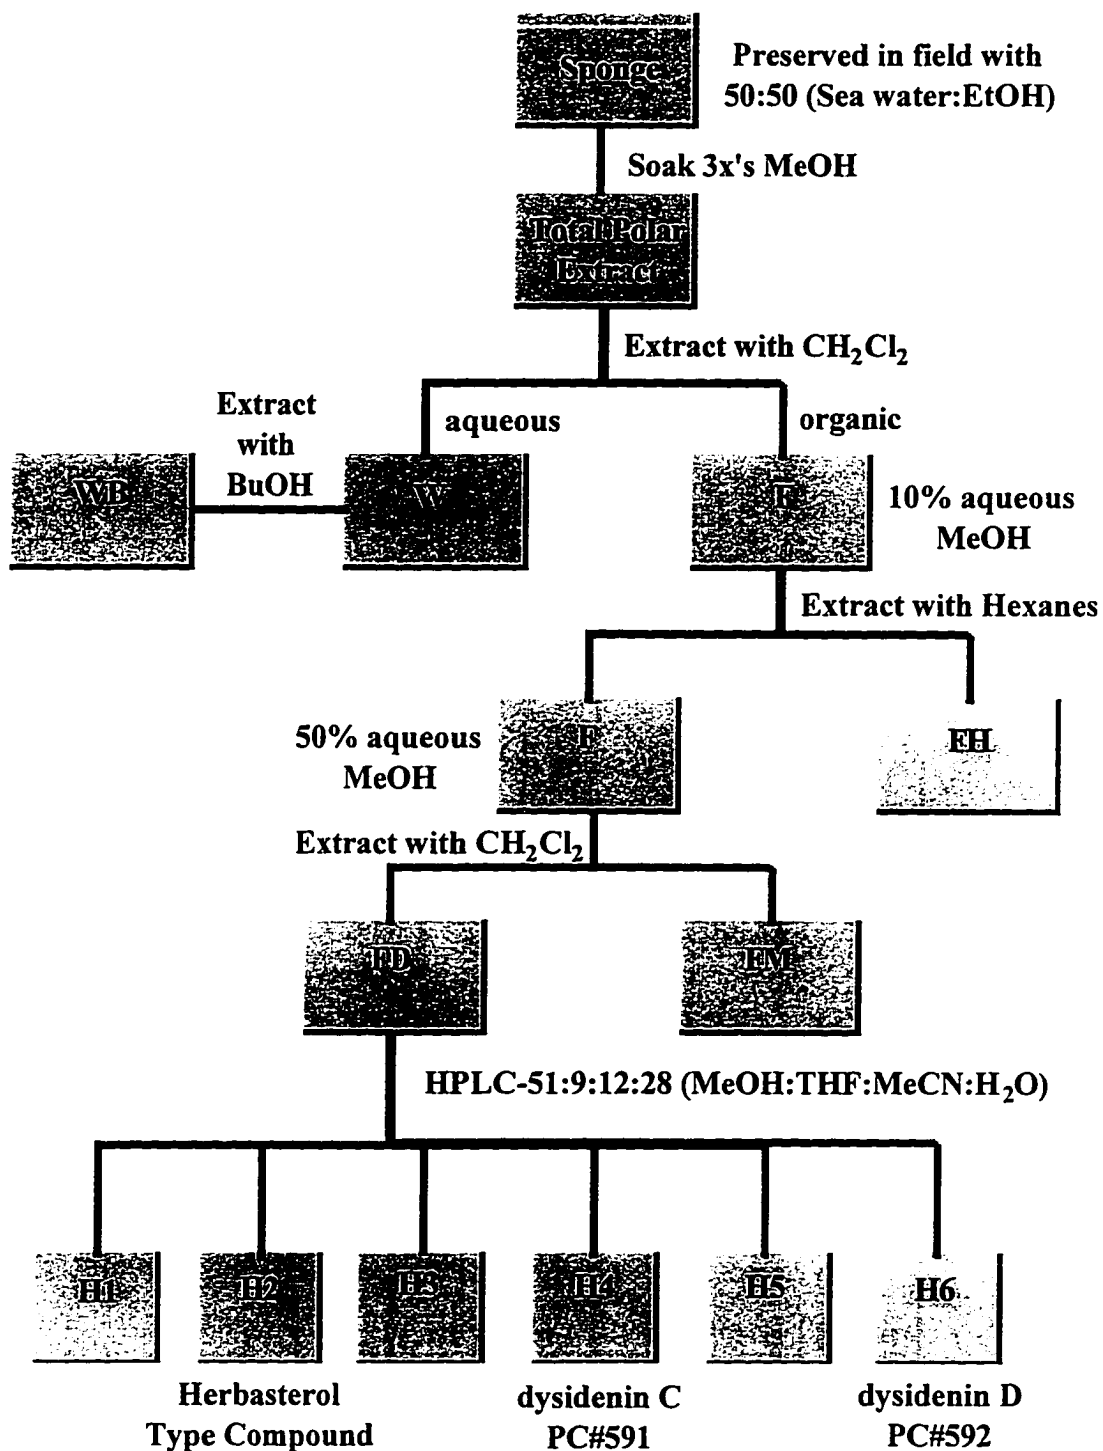 Sponge
Preserved in field with
50:50 (Sea water:EtOH)
Soak 3x's MeOH
Total Polar
Extract
Extract with CH₂Cl₂
Extract
with
BuOH
aqueous
organic
WB
W
F
10% aqueous
MeOH
Extract with Hexanes
50% aqueous
MeOH
F
FH
Extract with CH₂Cl₂
FD
FM
HPLC-51:9:12:28 (MeOH:THF:MeCN:H₂O)
H1
H2
H3
H4
H5
H6
Herbasterol
Type Compound
dysidenin C
PC#591
dysidenin D
PC#592